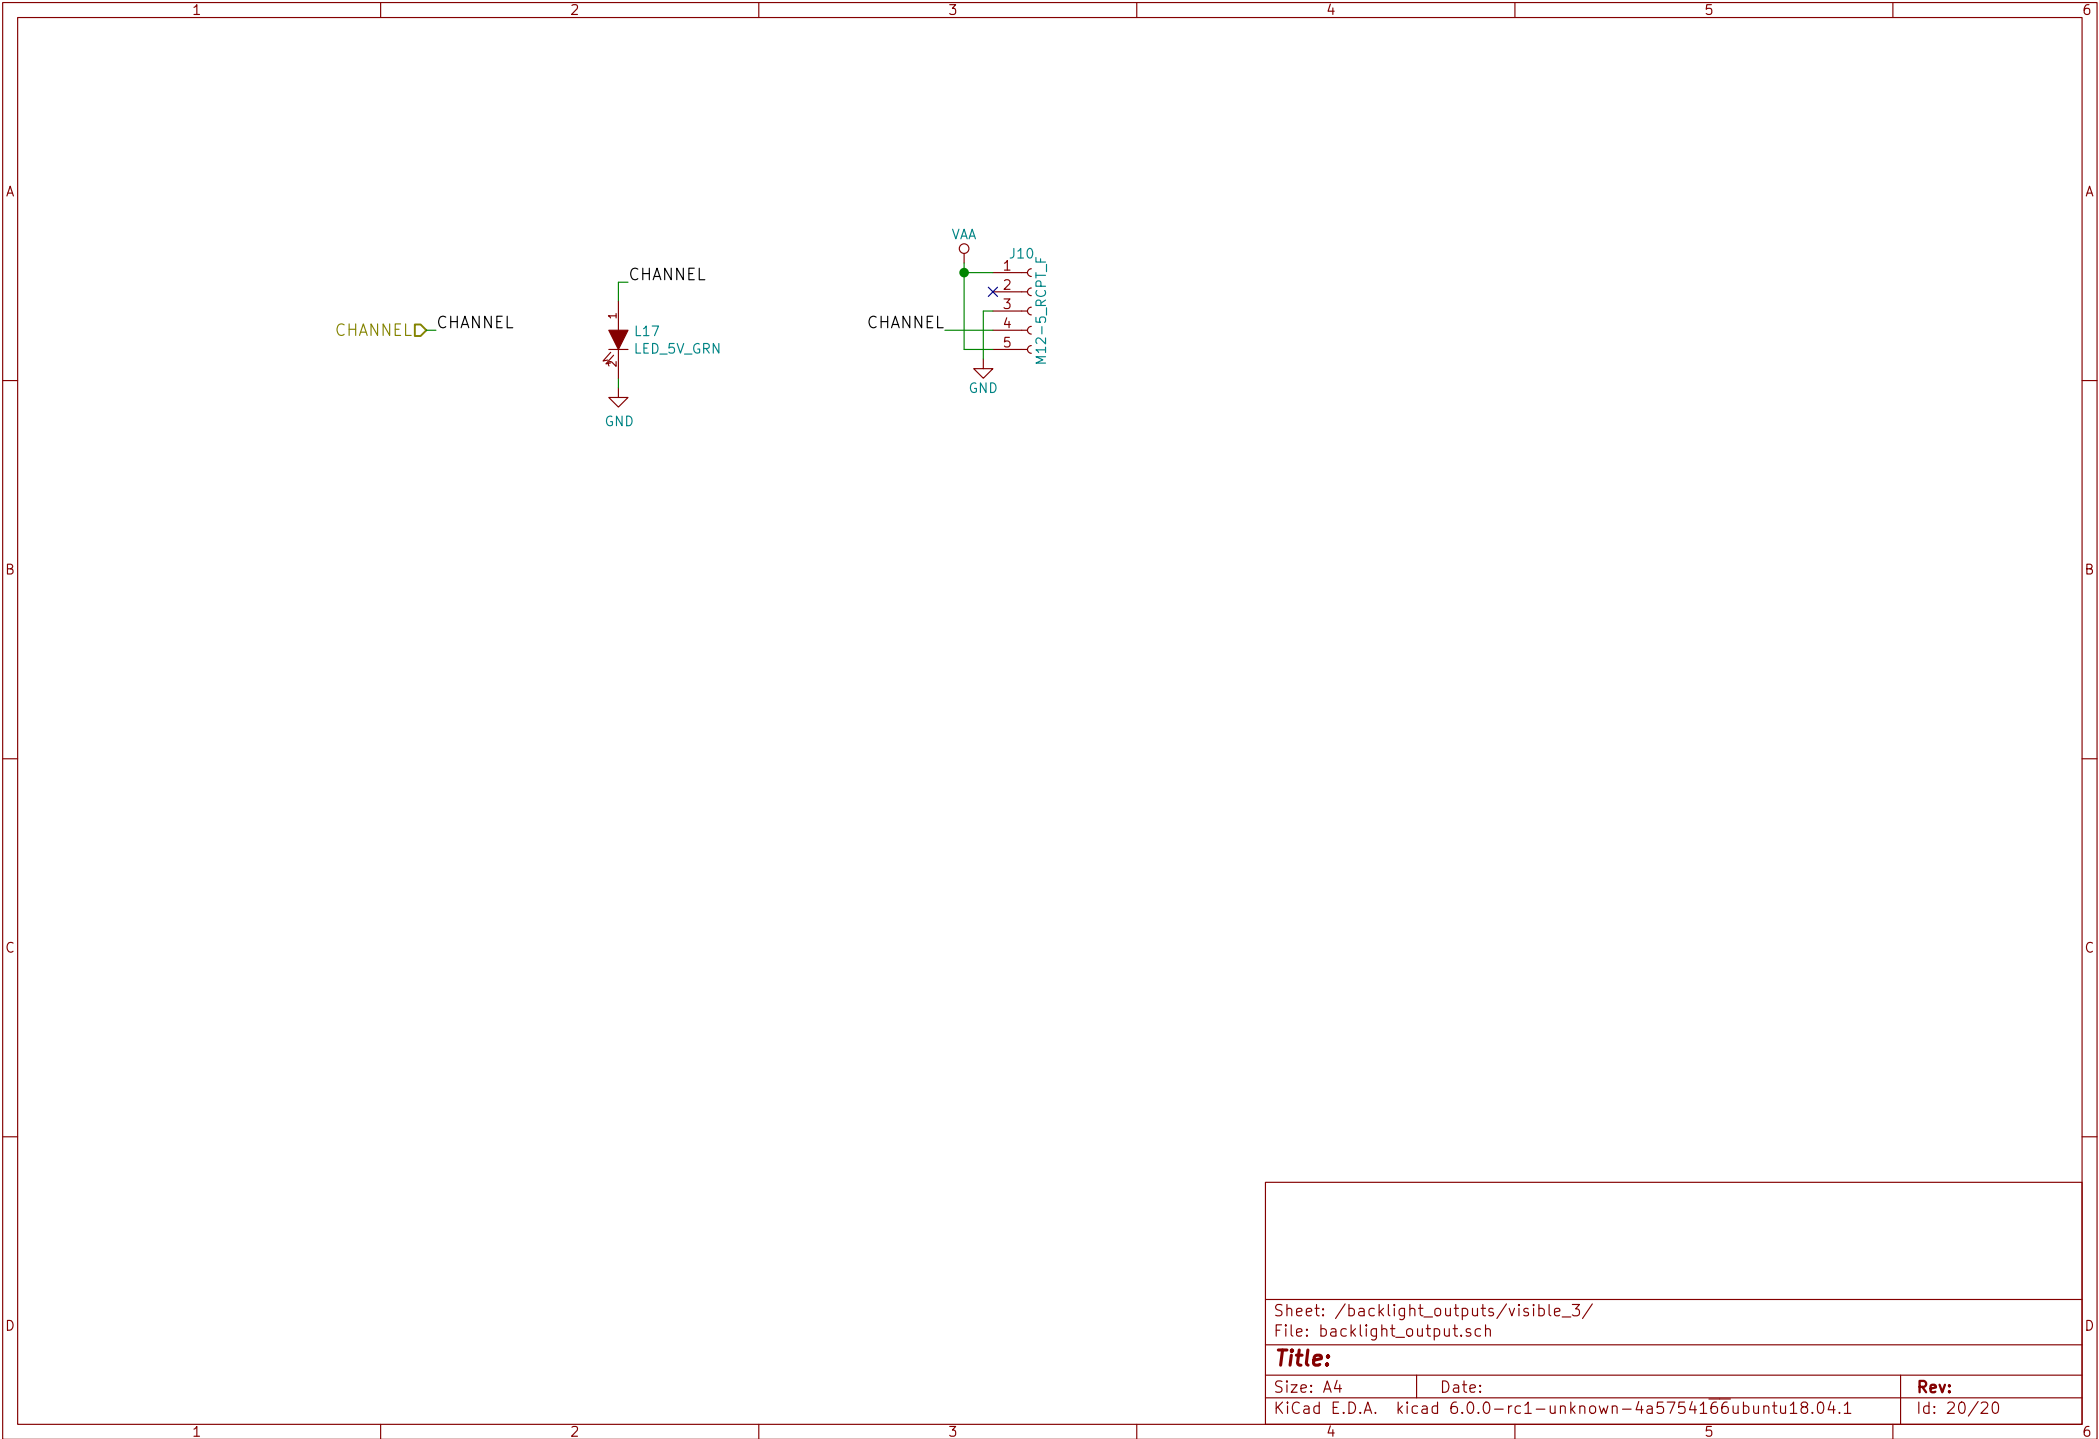 1 2 3 4 5 6
A A
VAA
J10
CHANNEL
1
2
3
4
5
M12-5_RCPT_F
CHANNEL
CHANNEL
CHANNEL
1
L17
LED_5V_GRN
2
GND
GND
B B
C C
D D
Sheet: /backlight_outputs/visible_3/
File: backlight_output.sch
Title:
Size: A4 Date: Rev:
KiCad E.D.A. kicad 6.0.0-rc1-unknown-4a5754166ubuntu18.04.1 Id: 20/20
1 2 3 4 5 6